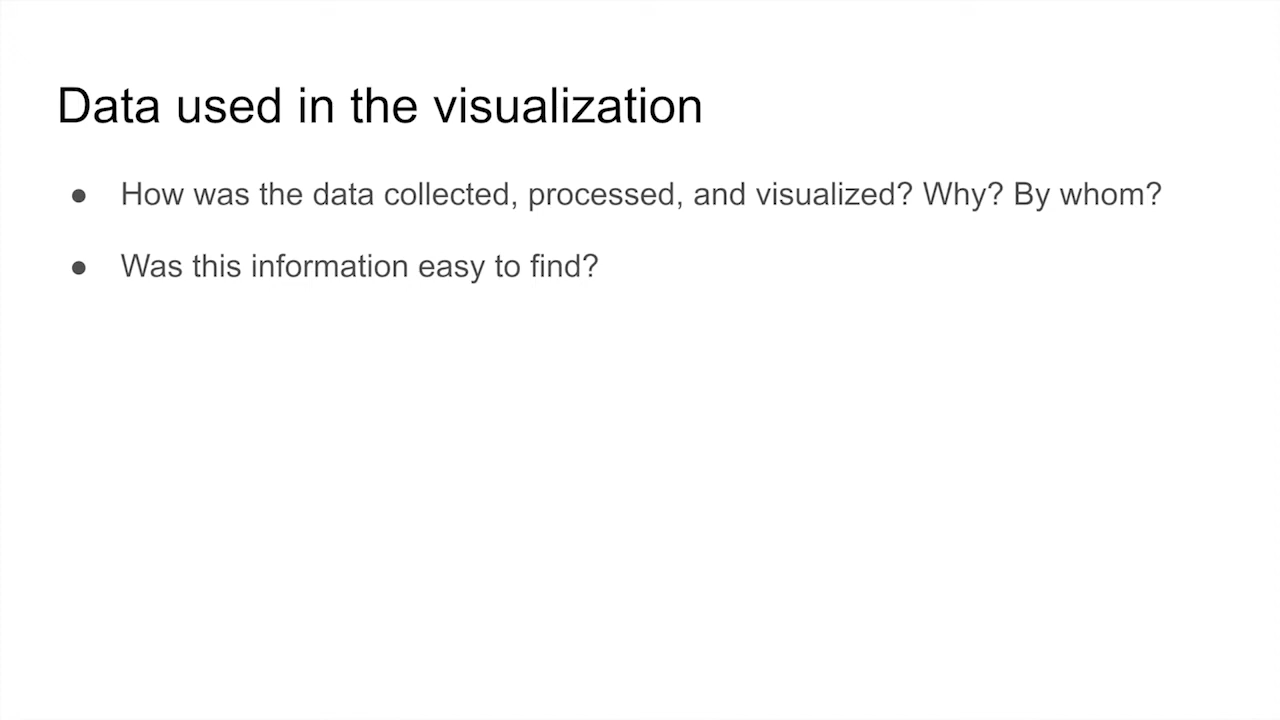 Data used in the visualization
● How was the data collected, processed, and visualized? Why? By whom?
● Was this information easy to find?